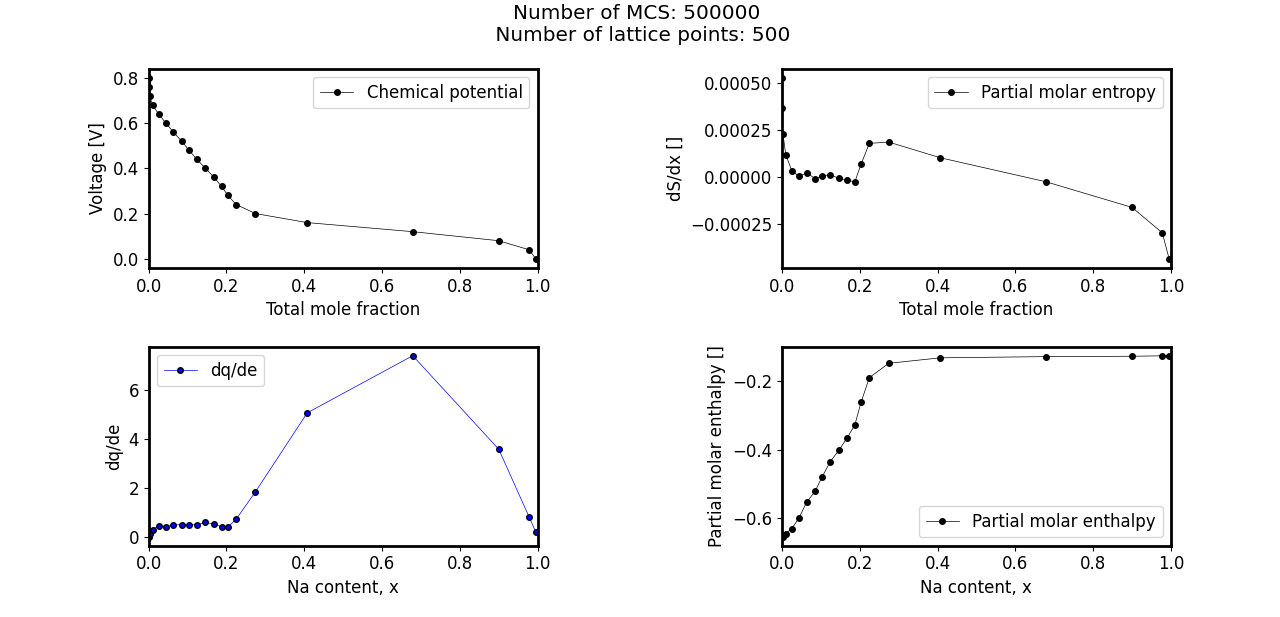 Number of MCS: 500000
Number of lattice points: 500
Chemical potential
Voltage [V]
0.8
0.6
0.4
0.2
0.0
0.0 0.2 0.4 0.6 0.8 1.0
Total mole fraction
Partial molar entropy
dS/dx []
0.00050
0.00025
0.00000
−0.00025
0.0 0.2 0.4 0.6 0.8 1.0
Total mole fraction
dq/de
dq/de
6
4
2
0
0.0 0.2 0.4 0.6 0.8 1.0
Na content, x
Partial molar enthalpy
Partial molar enthalpy []
−0.2
−0.4
−0.6
0.0 0.2 0.4 0.6 0.8 1.0
Na content, x